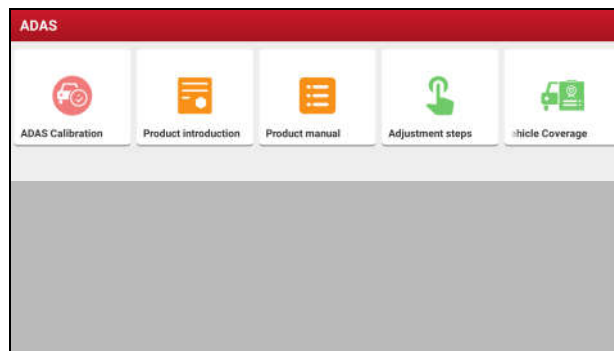 ADAS
ADAS Calibration
Product introduction
Product manual
Adjustment steps
hicle Coverage